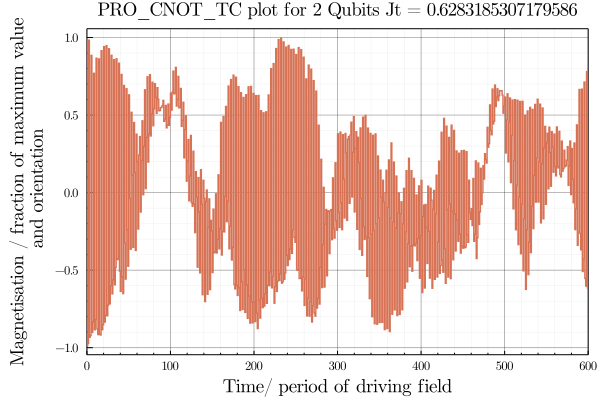 PRO_CNOT_TC plot for 2 Qubits Jt = 0.6283185307179586
Magnetisation / fraction of maximum value
and orientation
1.0
0.5
0.0
−0.5
−1.0
0 100 200 300 400 500 600
Time/ period of driving field